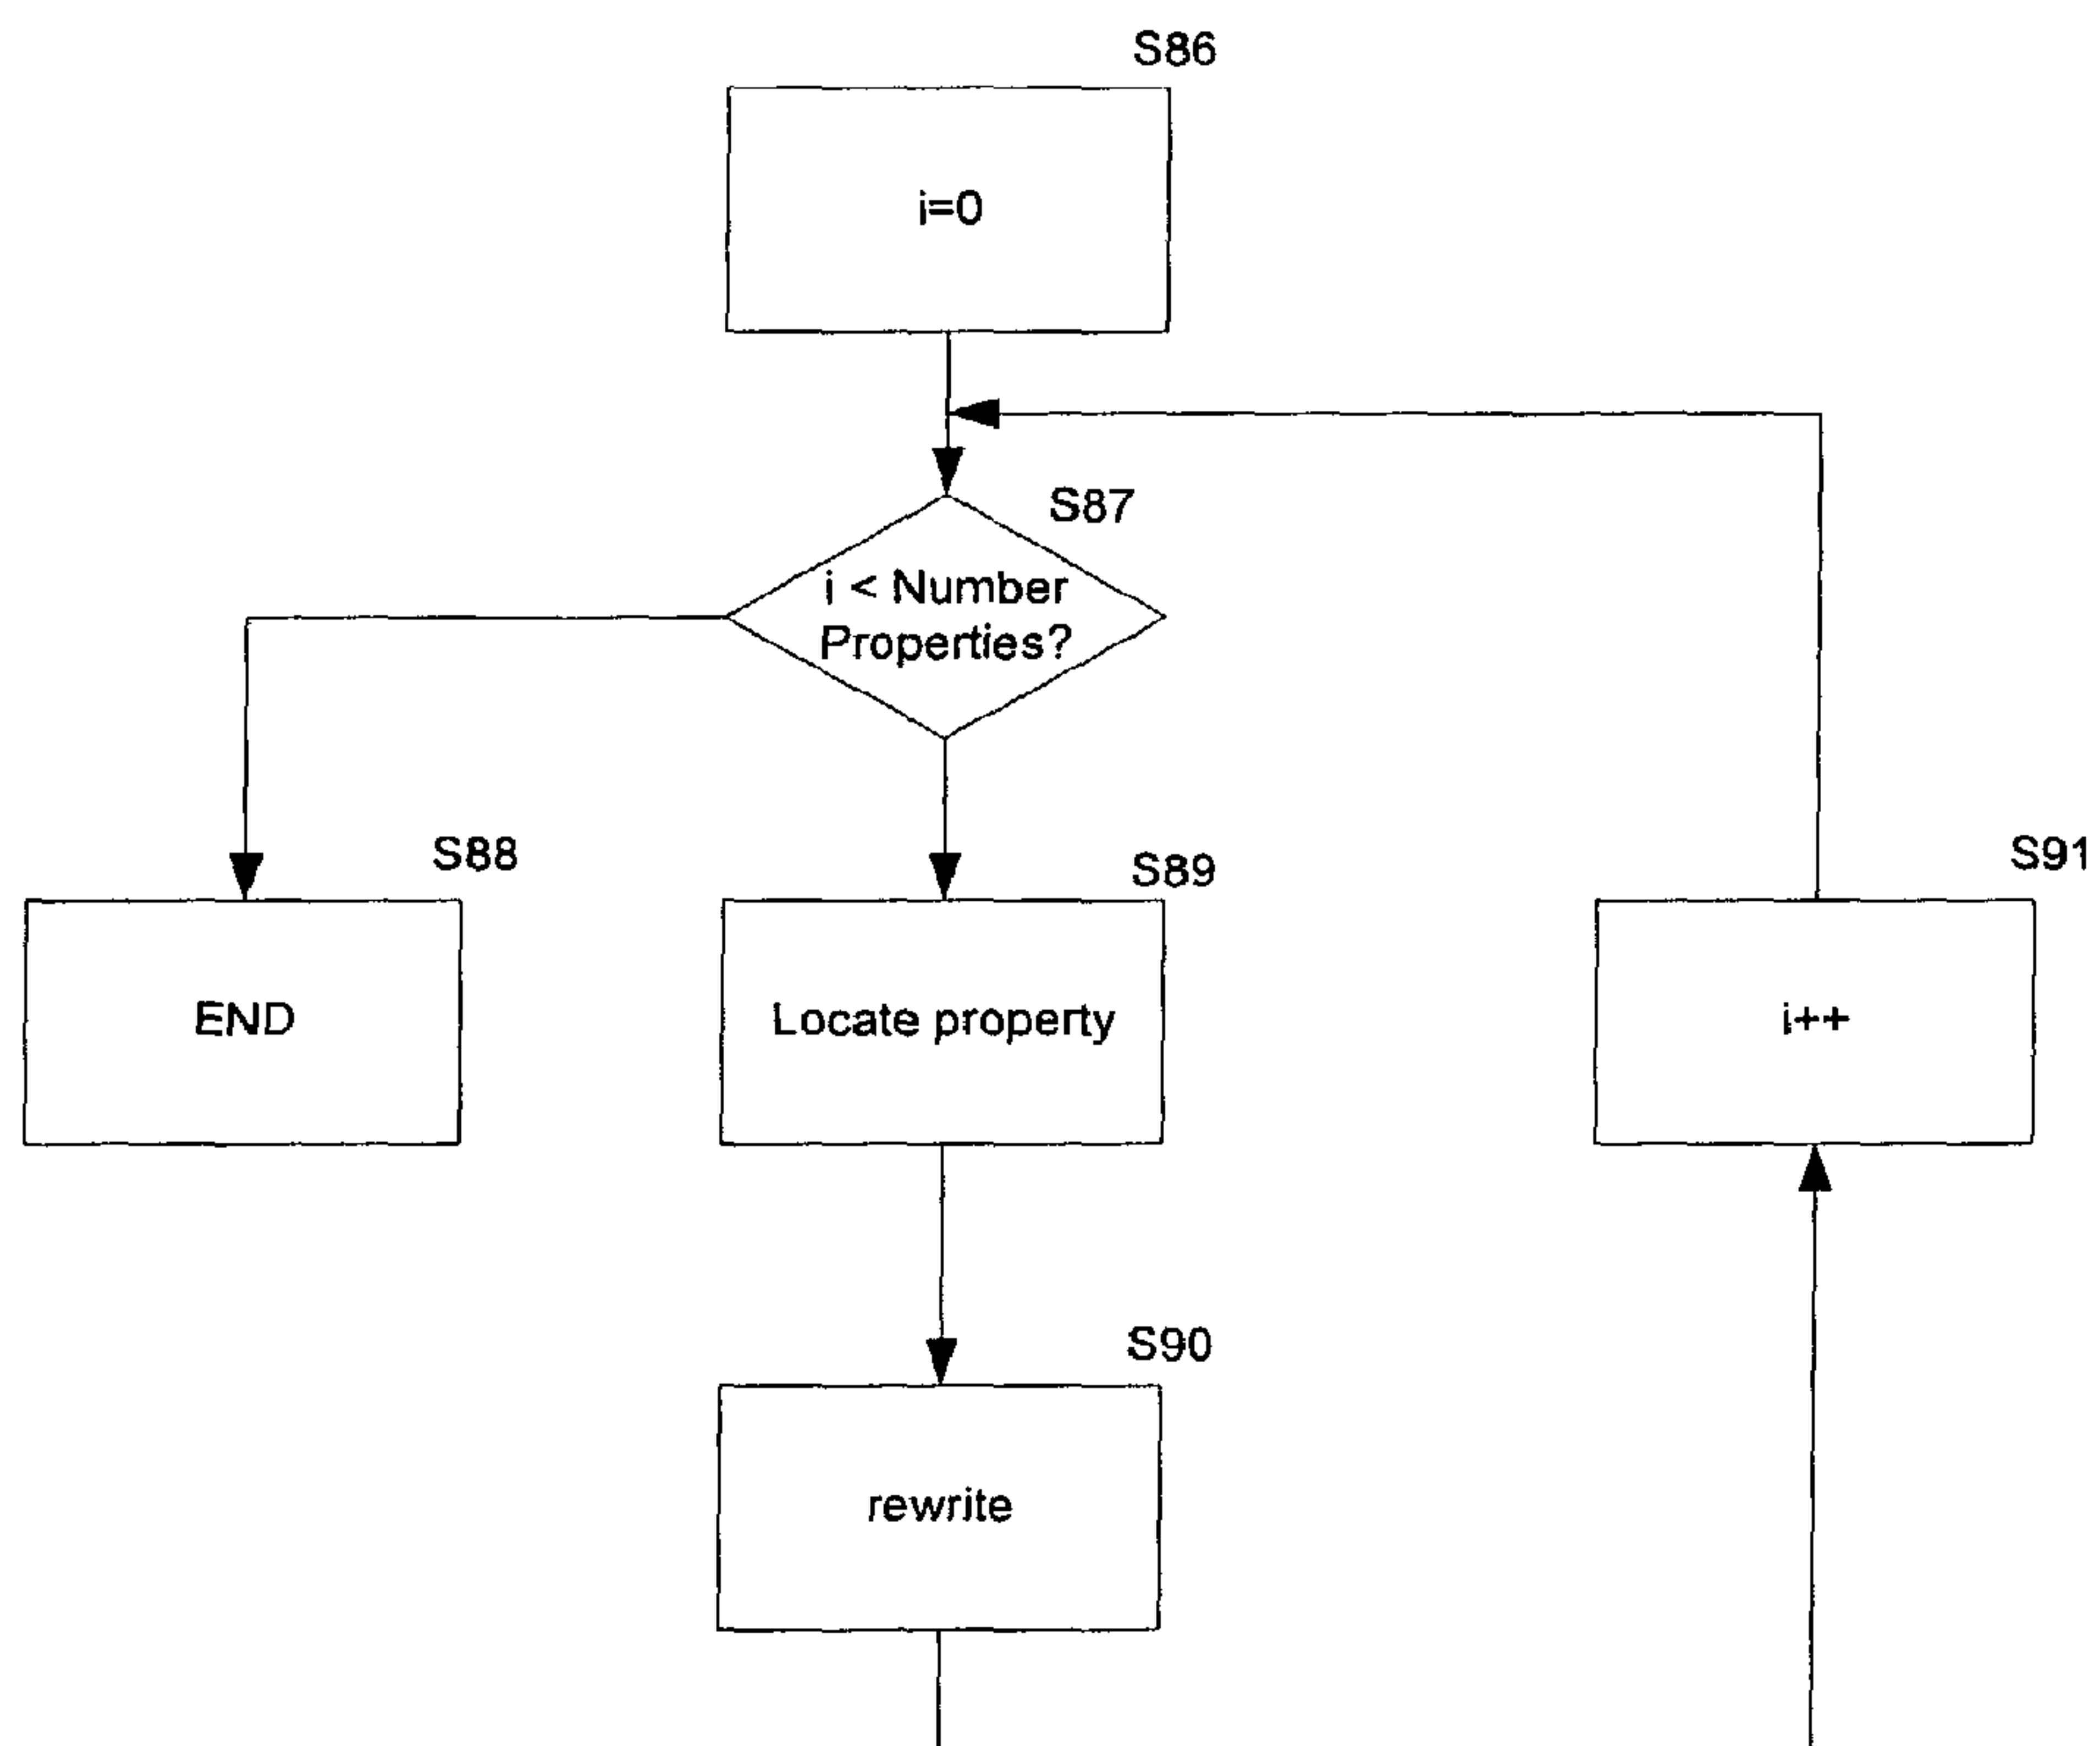 S86
i=0
S87
i < Number
Properties?
S88
END
S89
Locate property
S91
i++
S90
rewrite